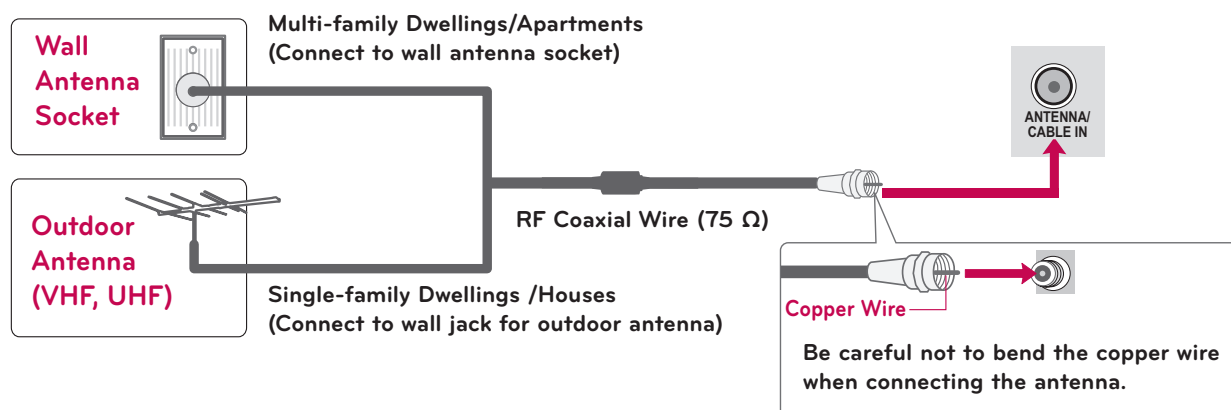 Wall
Antenna
Socket
Multi-family Dwellings/Apartments
(Connect to wall antenna socket)
ANTENNA/
CABLE IN
Outdoor
Antenna
(VHF, UHF)
RF Coaxial Wire (75 Ω)
Single-family Dwellings /Houses
(Connect to wall jack for outdoor antenna)
Copper Wire
Be careful not to bend the copper wire
when connecting the antenna.